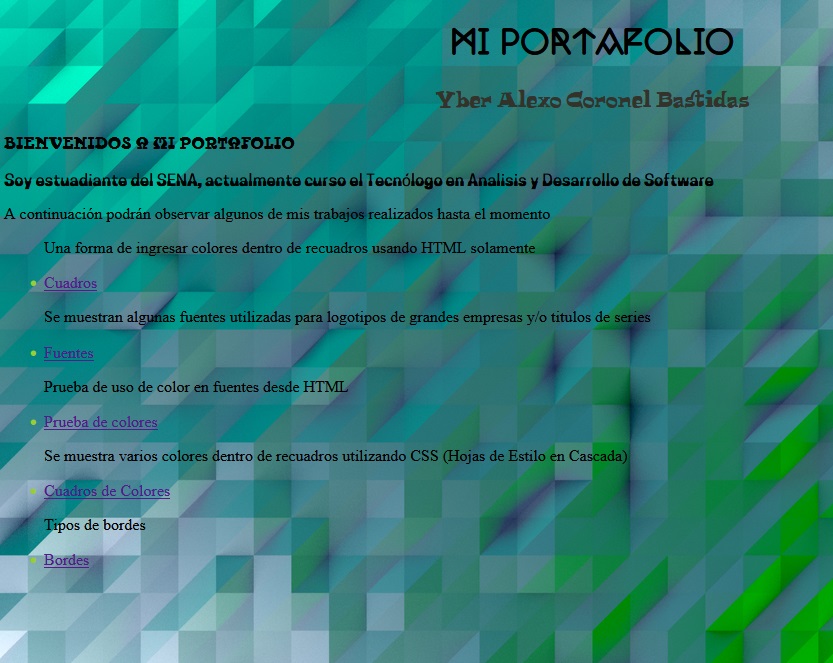 MI PORTAFOLIO
Yber Alexo Coronel Bastidas
BIENVENIDOS A MI PORTAFOLIO
Soy estuadiante del SENA, actualmente curso el Tecnólogo en Analisis y Desarrollo de Software
A continuación podrán observar algunos de mis trabajos realizados hasta el momento
Una forma de ingresar colores dentro de recuadros usando HTML solamente
Cuadros
Se muestran algunas fuentes utilizadas para logotipos de grandes empresas y/o titulos de series
Fuentes
Prueba de uso de color en fuentes desde HTML
Prueba de colores
Se muestra varios colores dentro de recuadros utilizando CSS (Hojas de Estilo en Cascada)
Cuadros de Colores
Tipos de bordes
Bordes